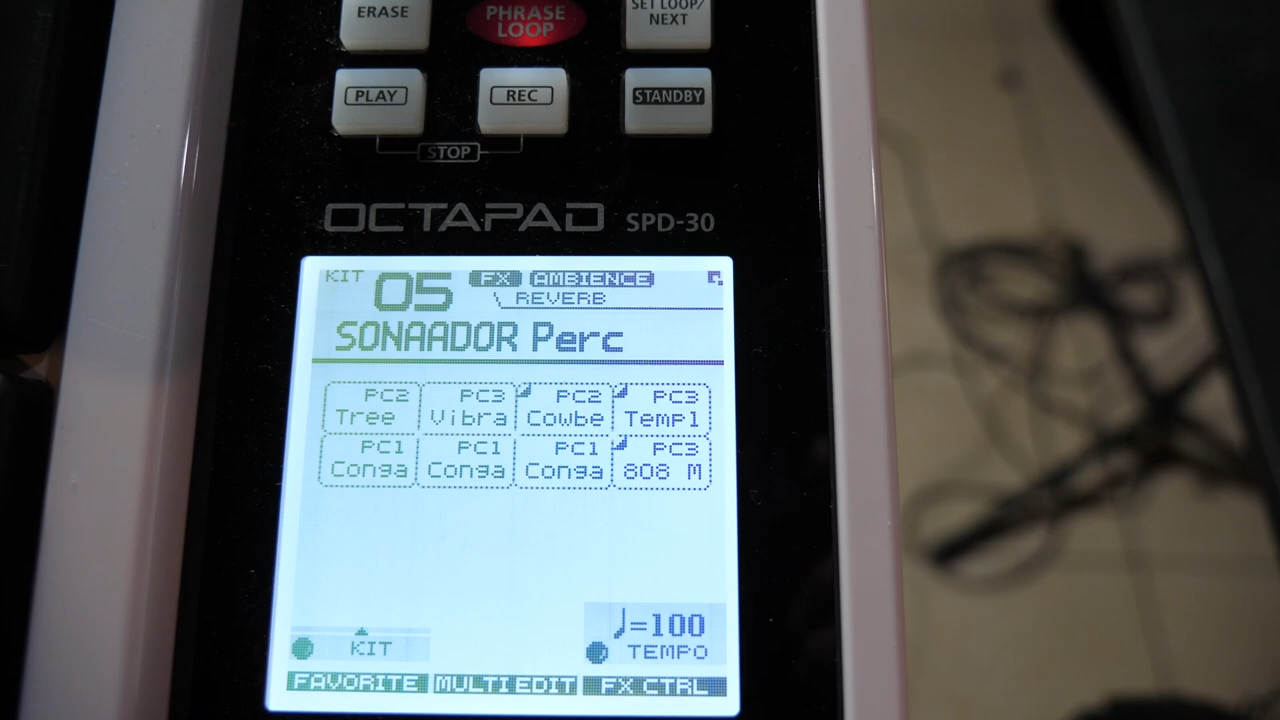 ERASE
PHRASE
LOOP
SET LOOP/
NEXT
PLAY
REC
STANDBY
STOP
OCTAPAD SPD-30
KIT 05 FX AMBIENCE
REVERB
SONAADOR Perc
PC2 PC3 PC2 PC3
Tree Vibra Cowbe Templ
PC1 PC1 PC1 PC3
Conga Conga Conga 808 M
♩=100
KIT TEMPO
FAVORITE MULTI EDIT FX CTRL